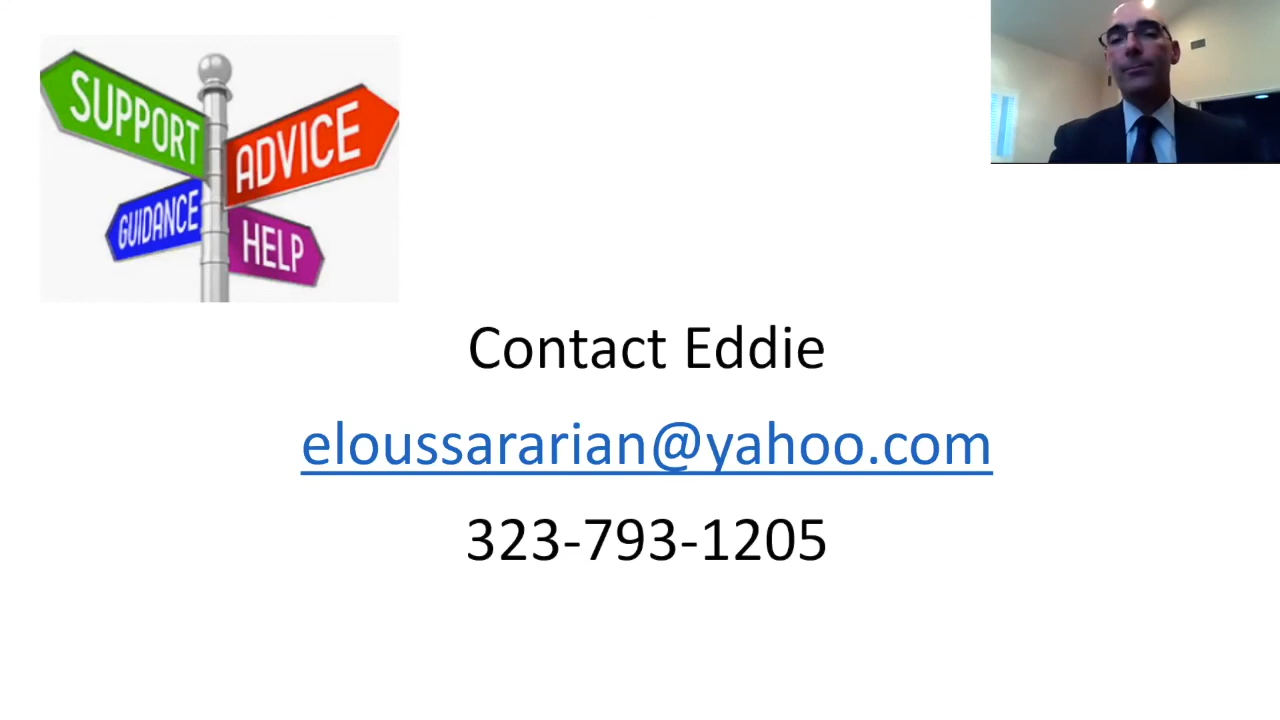 SUPPORT
ADVICE
GUIDANCE
HELP
Contact Eddie
eloussararian@yahoo.com
323-793-1205